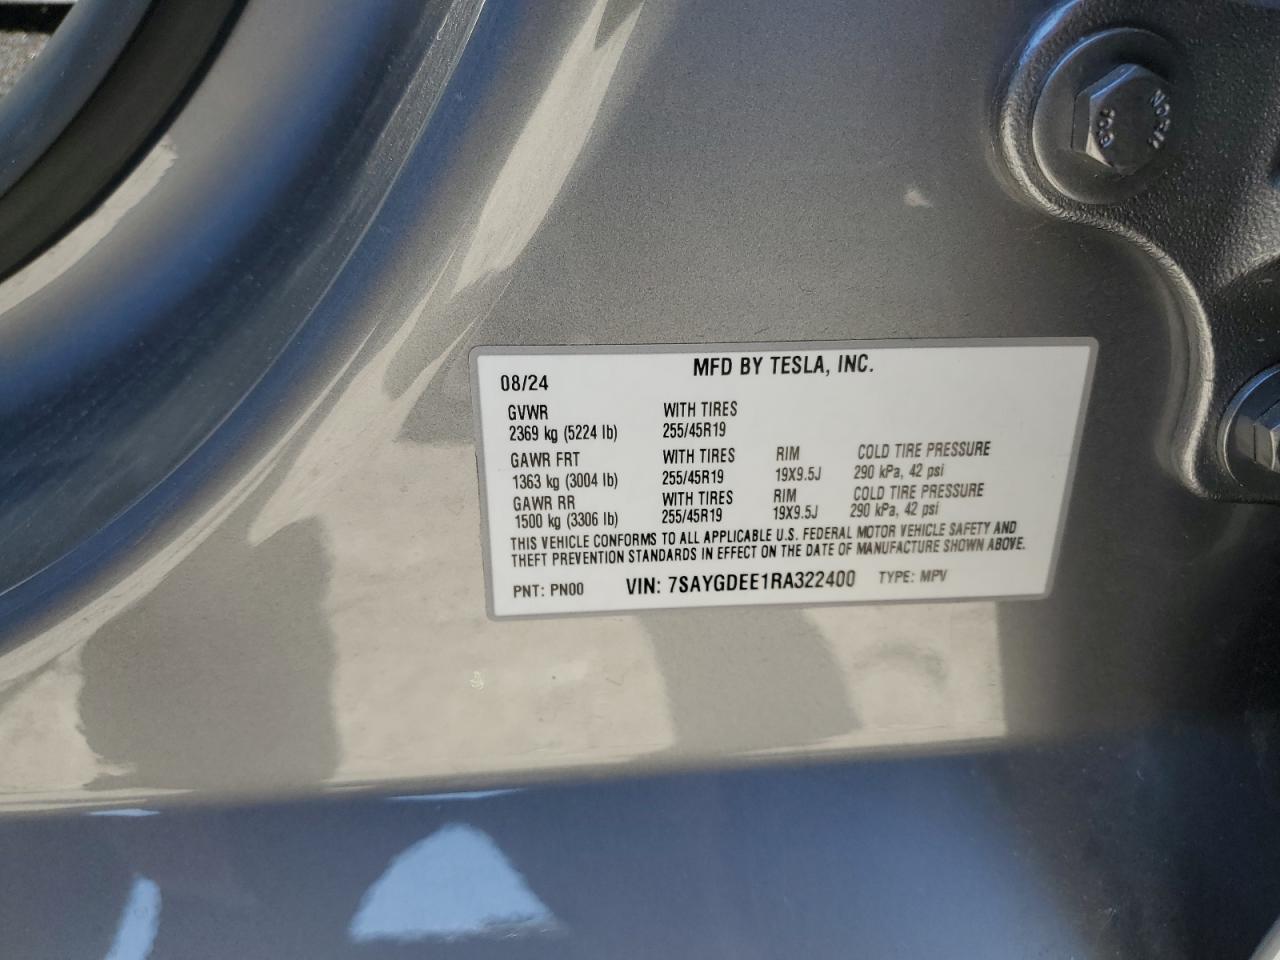 MFD BY TESLA, INC.
08/24
GVWR WITH TIRES
2369 kg (5224 lb) 255/45R19
GAWR FRT WITH TIRES RIM COLD TIRE PRESSURE
1363 kg (3004 lb) 255/45R19 19X9.5J 290 kPa, 42 psi
GAWR RR WITH TIRES RIM COLD TIRE PRESSURE
1500 kg (3306 lb) 255/45R19 19X9.5J 290 kPa, 42 psi
THIS VEHICLE CONFORMS TO ALL APPLICABLE U.S. FEDERAL MOTOR VEHICLE SAFETY AND
THEFT PREVENTION STANDARDS IN EFFECT ON THE DATE OF MANUFACTURE SHOWN ABOVE.
PNT: PN00 VIN: 7SAYGDEE1RA322400 TYPE: MPV